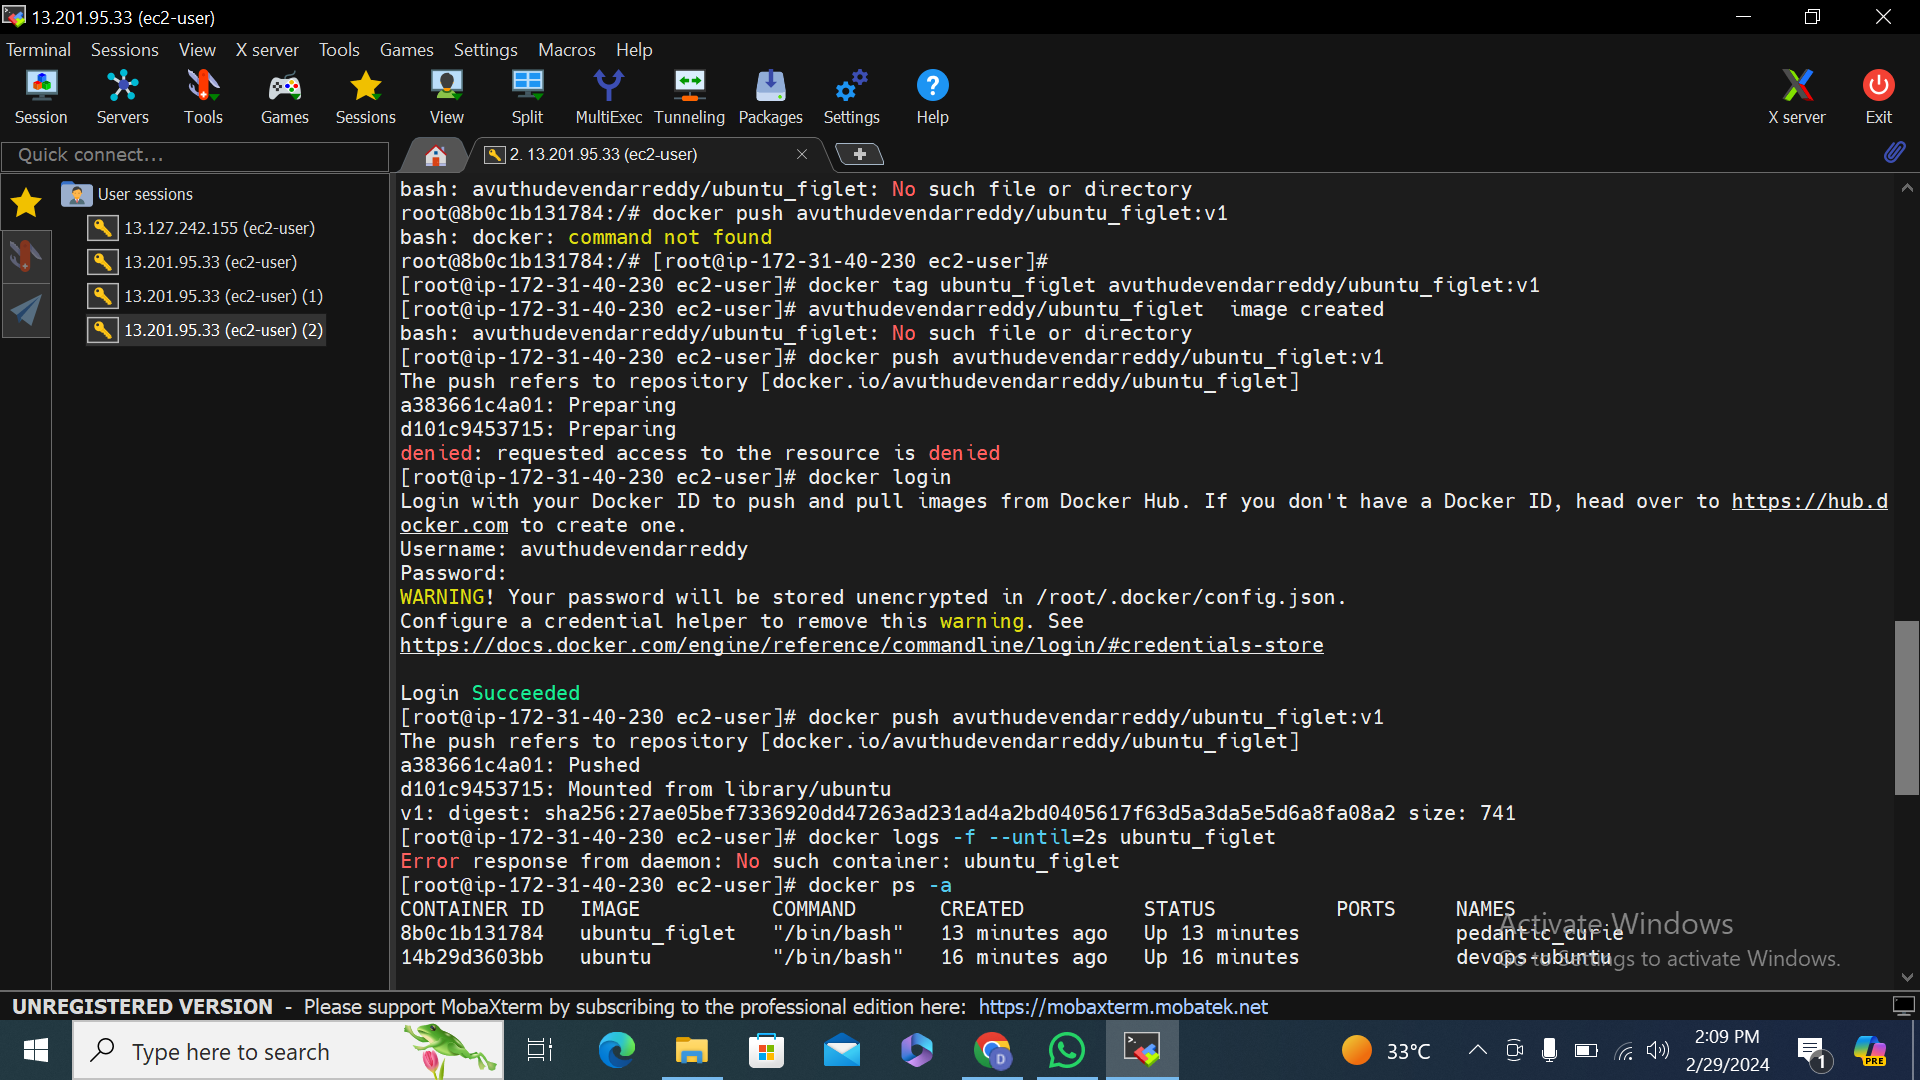 13.201.95.33 (ec2-user)
Terminal Sessions View X server Tools Games Settings Macros Help
Session Servers Tools Games Sessions View Split MultiExec Tunneling Packages Settings Help X server Exit
Quick connect...
2. 13.201.95.33 (ec2-user)
User sessions
13.127.242.155 (ec2-user)
13.201.95.33 (ec2-user)
13.201.95.33 (ec2-user) (1)
13.201.95.33 (ec2-user) (2)
bash: avuthudevendarreddy/ubuntu_figlet: No such file or directory
root@8b0c1b131784:/# docker push avuthudevendarreddy/ubuntu_figlet:v1
bash: docker: command not found
root@8b0c1b131784:/# [root@ip-172-31-40-230 ec2-user]#
[root@ip-172-31-40-230 ec2-user]# docker tag ubuntu_figlet avuthudevendarreddy/ubuntu_figlet:v1
[root@ip-172-31-40-230 ec2-user]# avuthudevendarreddy/ubuntu_figlet  image created
bash: avuthudevendarreddy/ubuntu_figlet: No such file or directory
[root@ip-172-31-40-230 ec2-user]# docker push avuthudevendarreddy/ubuntu_figlet:v1
The push refers to repository [docker.io/avuthudevendarreddy/ubuntu_figlet]
a383661c4a01: Preparing
d101c9453715: Preparing
denied: requested access to the resource is denied
[root@ip-172-31-40-230 ec2-user]# docker login
Login with your Docker ID to push and pull images from Docker Hub. If you don't have a Docker ID, head over to https://hub.d
ocker.com to create one.
Username: avuthudevendarreddy
Password:
WARNING! Your password will be stored unencrypted in /root/.docker/config.json.
Configure a credential helper to remove this warning. See
https://docs.docker.com/engine/reference/commandline/login/#credentials-store
Login Succeeded
[root@ip-172-31-40-230 ec2-user]# docker push avuthudevendarreddy/ubuntu_figlet:v1
The push refers to repository [docker.io/avuthudevendarreddy/ubuntu_figlet]
a383661c4a01: Pushed
d101c9453715: Mounted from library/ubuntu
v1: digest: sha256:27ae05bef7336920dd47263ad231ad4a2bd0405617f63d5a3da5e5d6a8fa08a2 size: 741
[root@ip-172-31-40-230 ec2-user]# docker logs -f --until=2s ubuntu_figlet
Error response from daemon: No such container: ubuntu_figlet
[root@ip-172-31-40-230 ec2-user]# docker ps -a
CONTAINER ID   IMAGE           COMMAND       CREATED          STATUS          PORTS     NAMES
8b0c1b131784   ubuntu_figlet   "/bin/bash"   13 minutes ago   Up 13 minutes             pedantic_curie
14b29d3603bb   ubuntu          "/bin/bash"   16 minutes ago   Up 16 minutes             devops-ubuntu
Activate Windows
Go to Settings to activate Windows.
UNREGISTERED VERSION - Please support MobaXterm by subscribing to the professional edition here: https://mobaxterm.mobatek.net
Type here to search
D
33°C
2:09 PM
2/29/2024
1
PRE